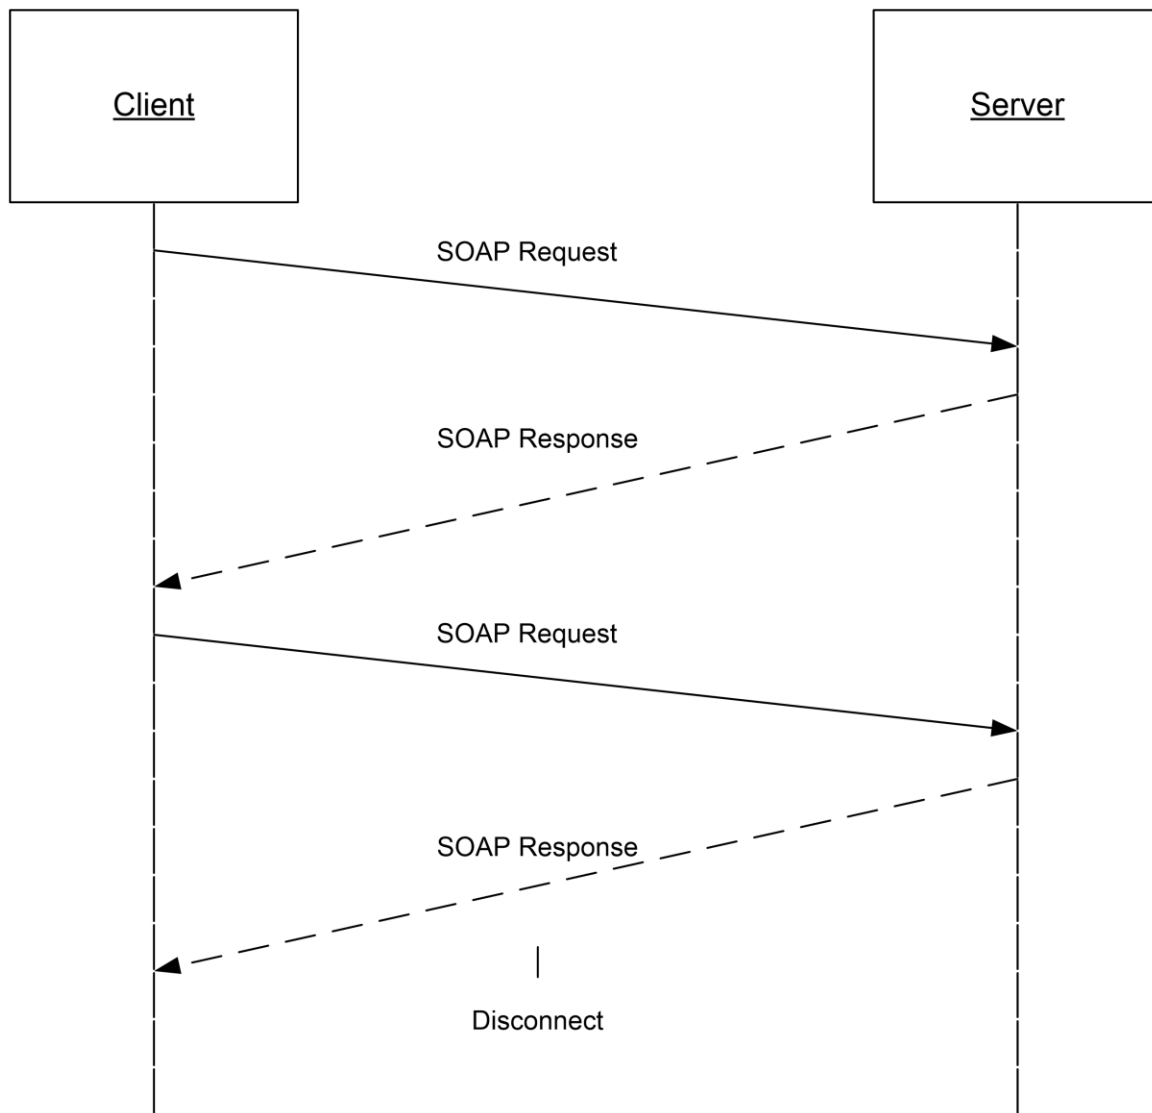 Client
Server
SOAP Request
SOAP Response
SOAP Request
SOAP Response
Disconnect